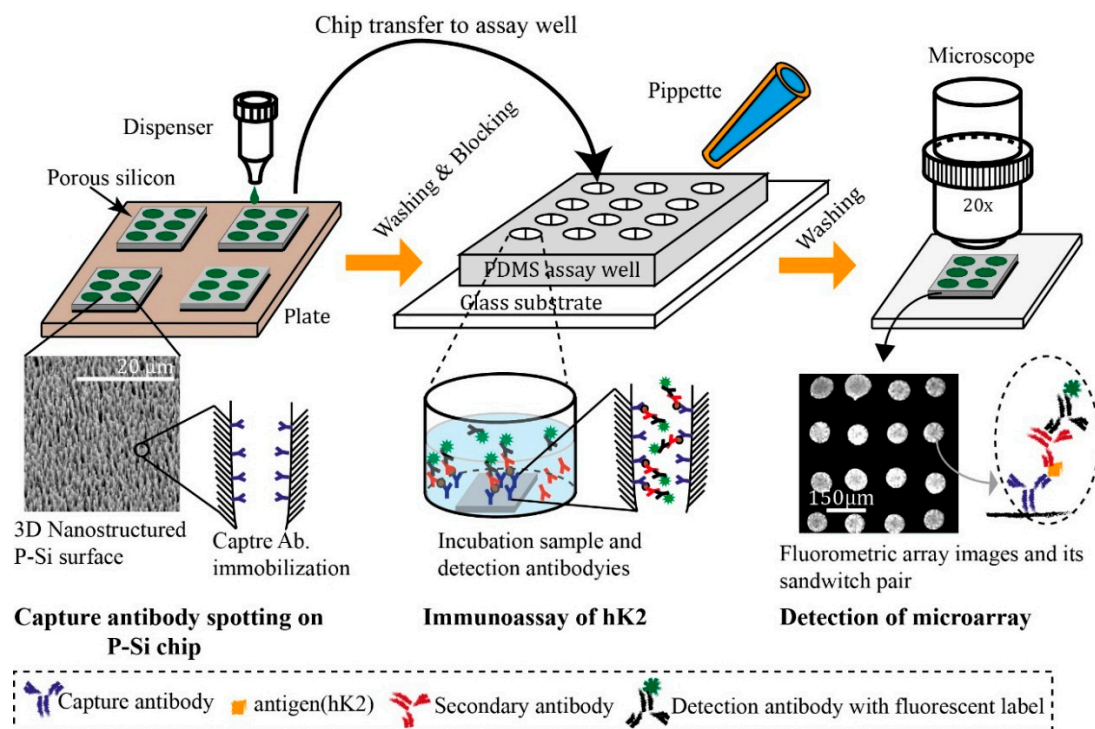 Chip transfer to assay well
Microscope
Pippette
Dispenser
Porous silicon
Washing & Blocking
Washing
20x
PDMS assay well
Glass substrate
Plate
20 μm
150μm
3D Nanostructured
P-Si surface
Captre Ab.
immobilization
Incubation sample and
detection antibodyies
Fluorometric array images and its
sandwitch pair
Capture antibody spotting on
P-Si chip
Immunoassay of hK2
Detection of microarray
Capture antibody
antigen(hK2)
Secondary antibody
Detection antibody with fluorescent label